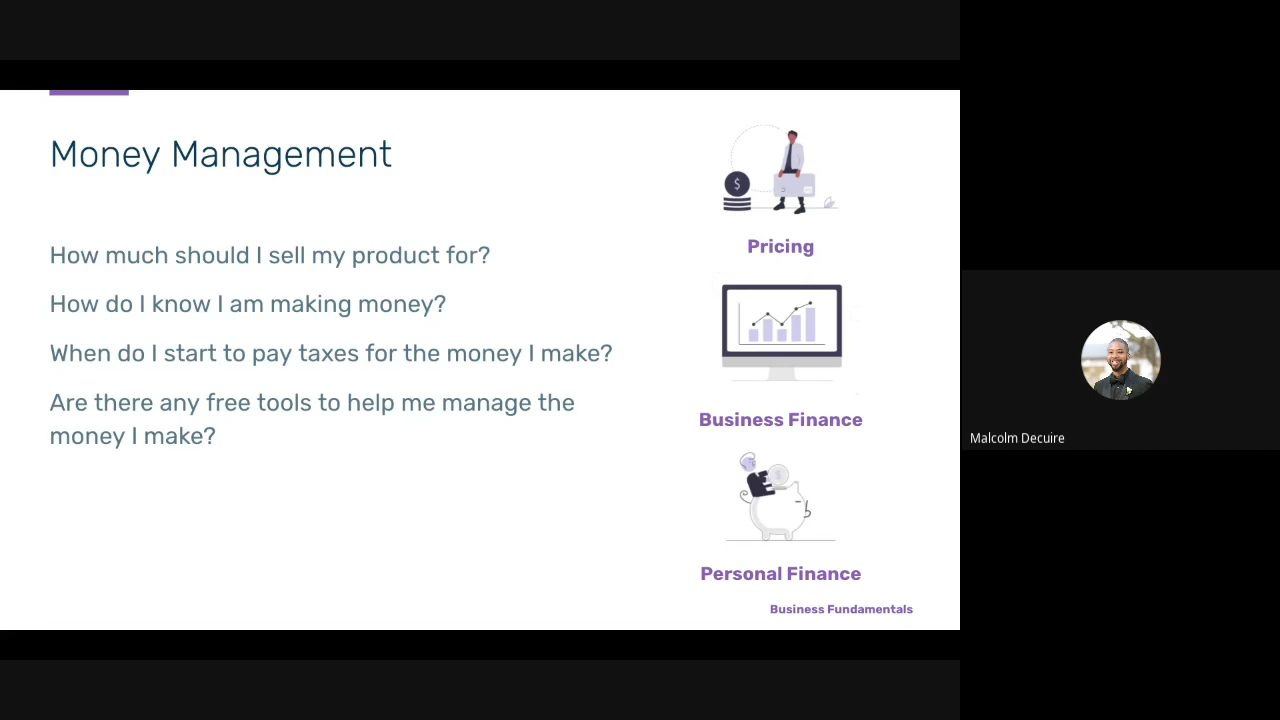 Money Management
How much should I sell my product for?
How do I know I am making money?
When do I start to pay taxes for the money I make?
Are there any free tools to help me manage the
money I make?
$
Pricing
Business Finance
$
Personal Finance
Business Fundamentals
Malcolm Decuire